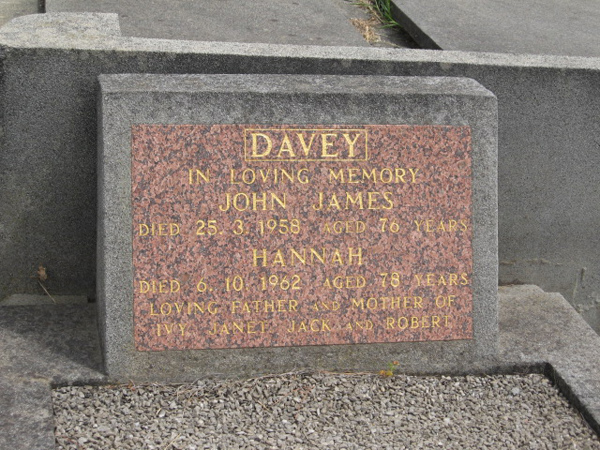 DAVEY
IN LOVING MEMORY
JOHN JAMES
DIED 25. 3. 1958 AGED 76 YEARS
HANNAH
DIED 6. 10. 1962 AGED 78 YEARS
LOVING FATHER AND MOTHER OF
IVY, JANET, JACK AND ROBERT